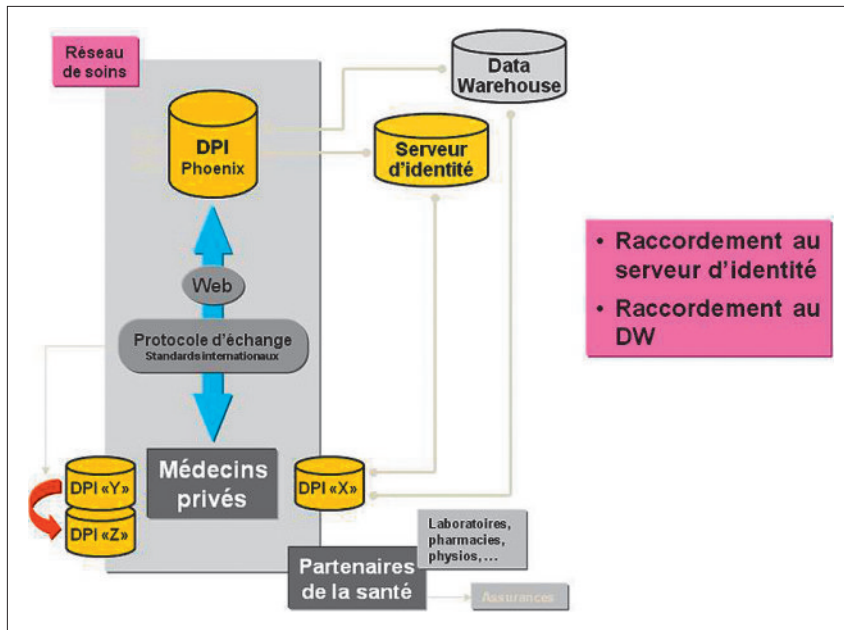 Réseau
de soins
Data
Warehouse
DPI
Phoenix
Serveur
d'identité
• Raccordement au
serveur d'identité
• Raccordement au
DW
Web
Protocole d'échange
Standards internationaux
DPI «Y»
Médecins
privés
DPI «X»
DPI «Z»
Laboratoires,
pharmacies,
physios, ...
Partenaires
de la santé
Assurances